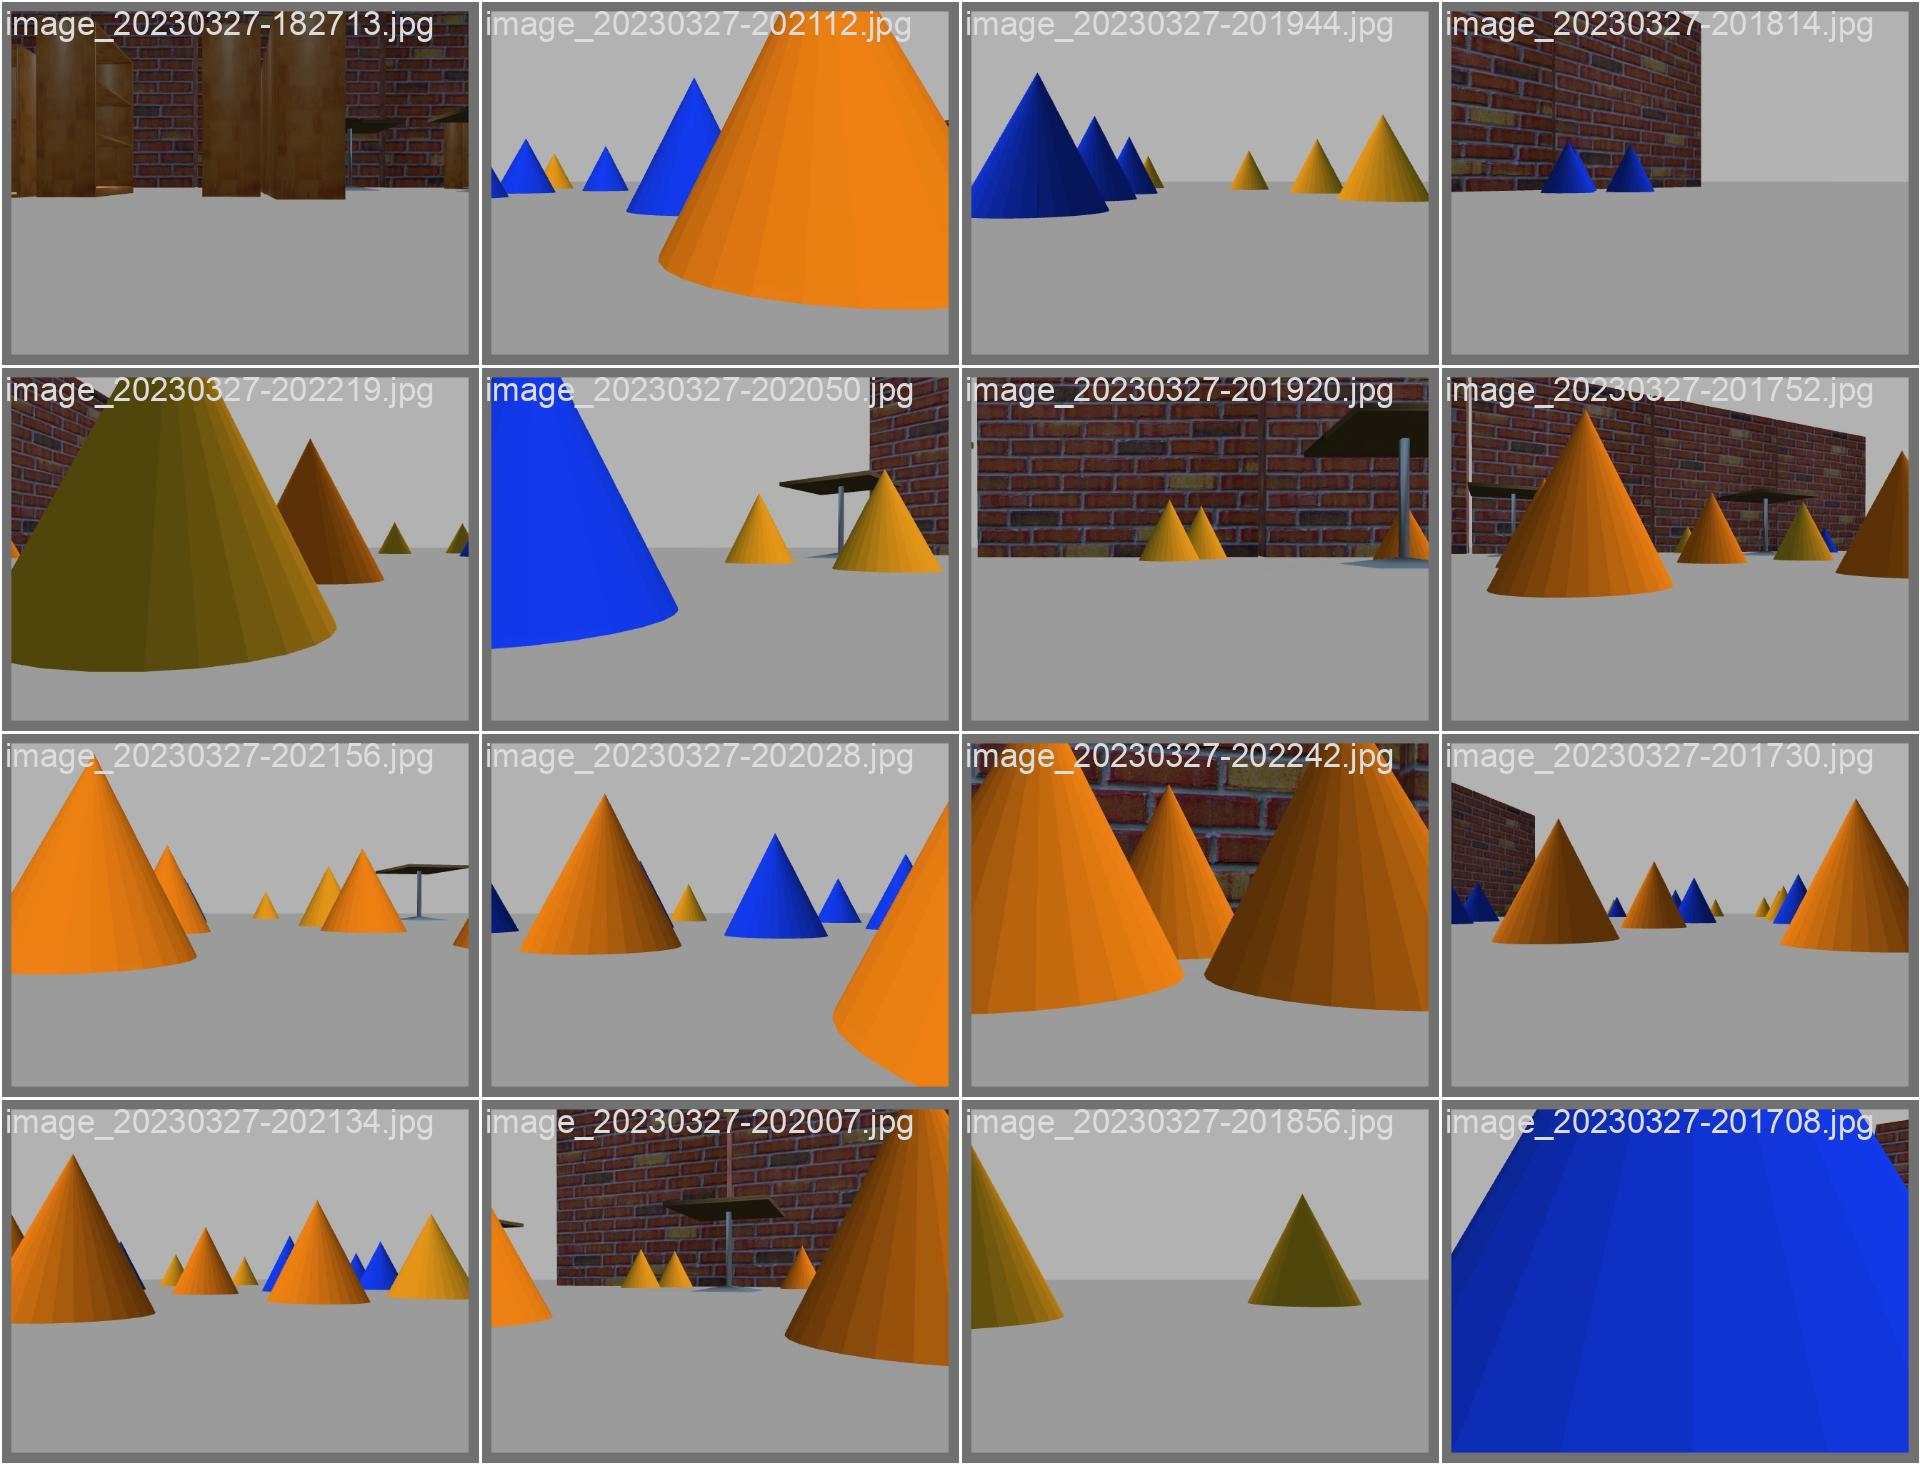 image_20230327-182713.jpg
image_20230327-202112.jpg
image_20230327-201944.jpg
image_20230327-201814.jpg
image_20230327-202219.jpg
image_20230327-202050.jpg
image_20230327-201920.jpg
image_20230327-201752.jpg
image_20230327-202156.jpg
image_20230327-202028.jpg
image_20230327-202242.jpg
image_20230327-201730.jpg
image_20230327-202134.jpg
image_20230327-202007.jpg
image_20230327-201856.jpg
image_20230327-201708.jpg